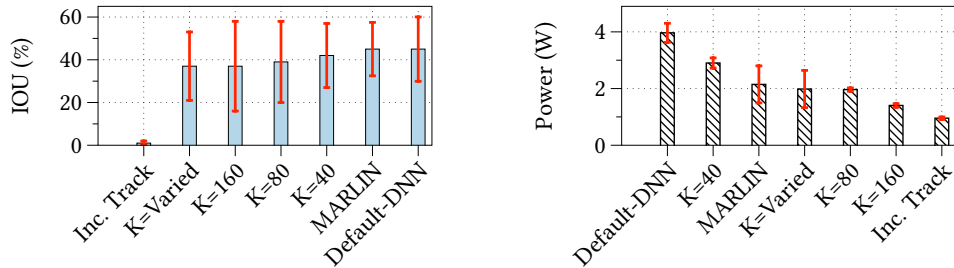 IOU (%)
60
40
20
0
Inc. Track
K=Varied
K=160
K=80
K=40
MARLIN
Default-DNN
Power (W)
4
2
0
Default-DNN
K=40
MARLIN
K=Varied
K=80
K=160
Inc. Track